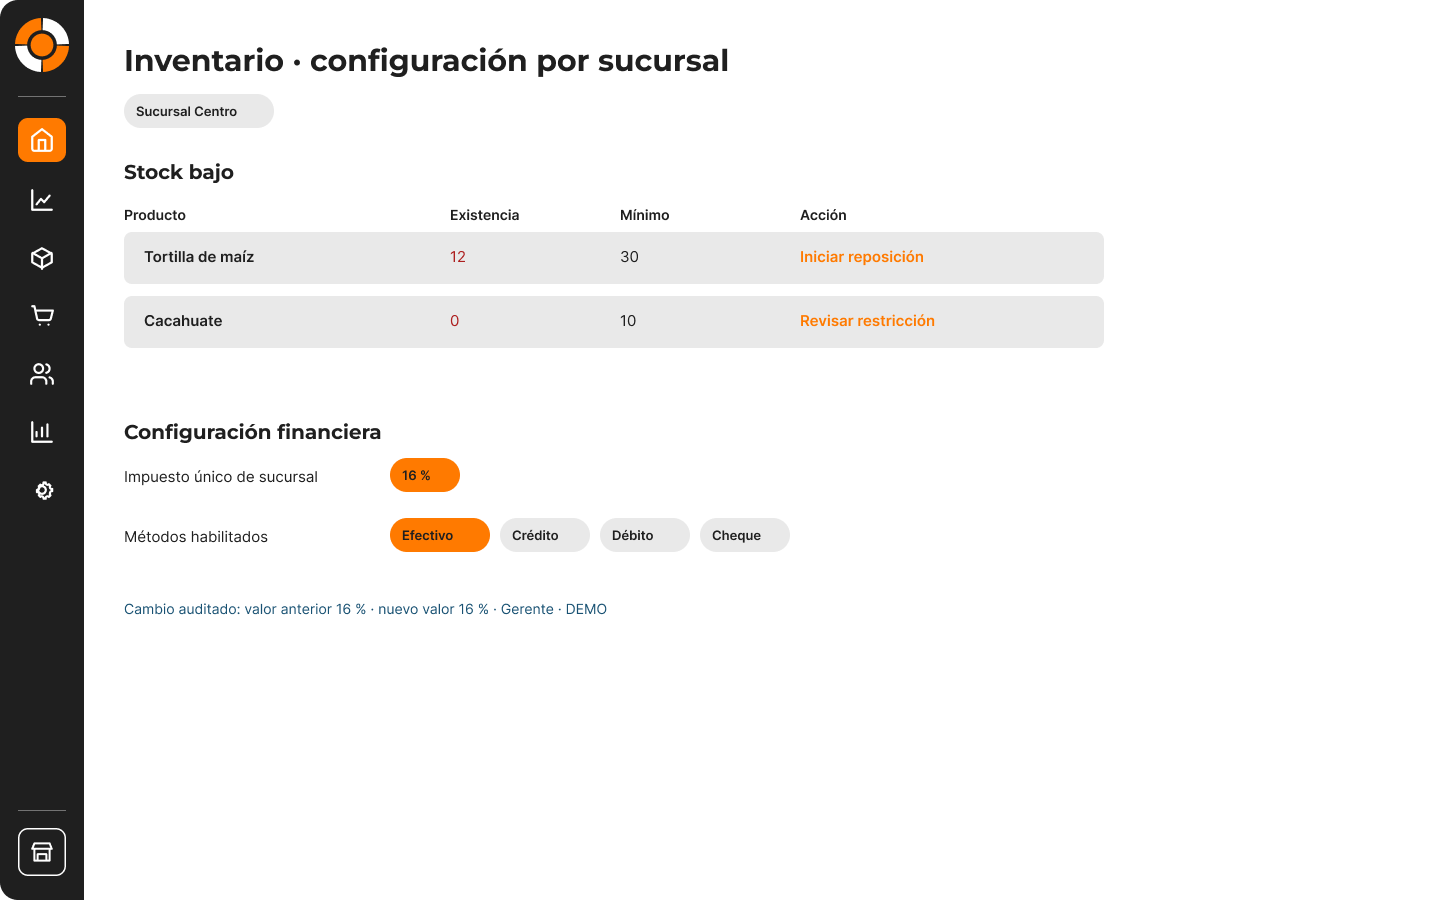 Inventario · configuración por sucursal
Sucursal Centro
Stock bajo
Producto Existencia Mínimo Acción
Tortilla de maíz 12 30 Iniciar reposición
Cacahuate 0 10 Revisar restricción
Configuración financiera
Impuesto único de sucursal 16 %
Métodos habilitados Efectivo Crédito Débito Cheque
Cambio auditado: valor anterior 16 % · nuevo valor 16 % · Gerente · DEMO